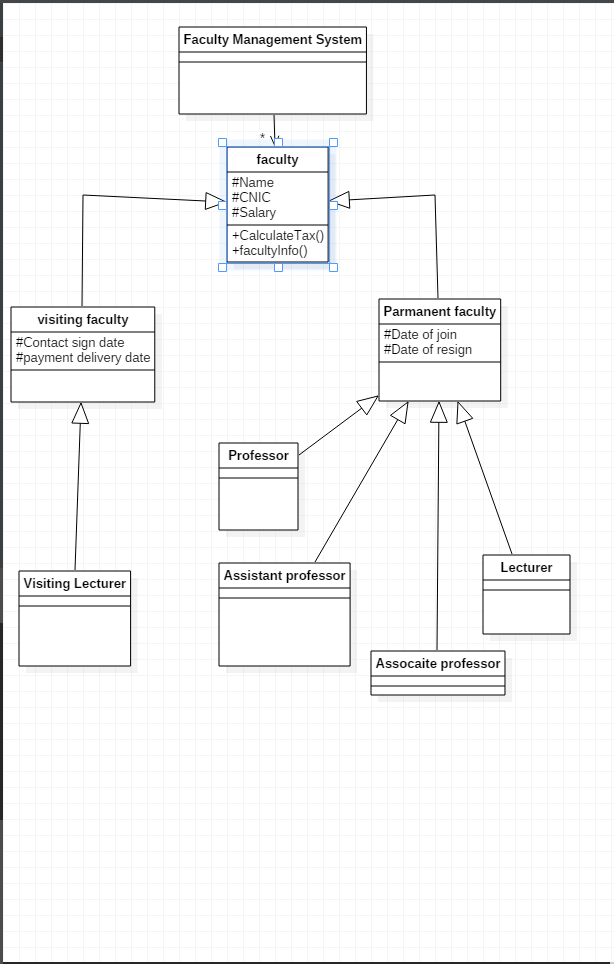 Faculty Management System
*
faculty
#Name
#CNIC
#Salary
+CalculateTax()
+facultyInfo()
visiting faculty
#Contact sign date
#payment delivery date
Parmanent faculty
#Date of join
#Date of resign
Professor
Visiting Lecturer
Assistant professor
Lecturer
Assocaite professor